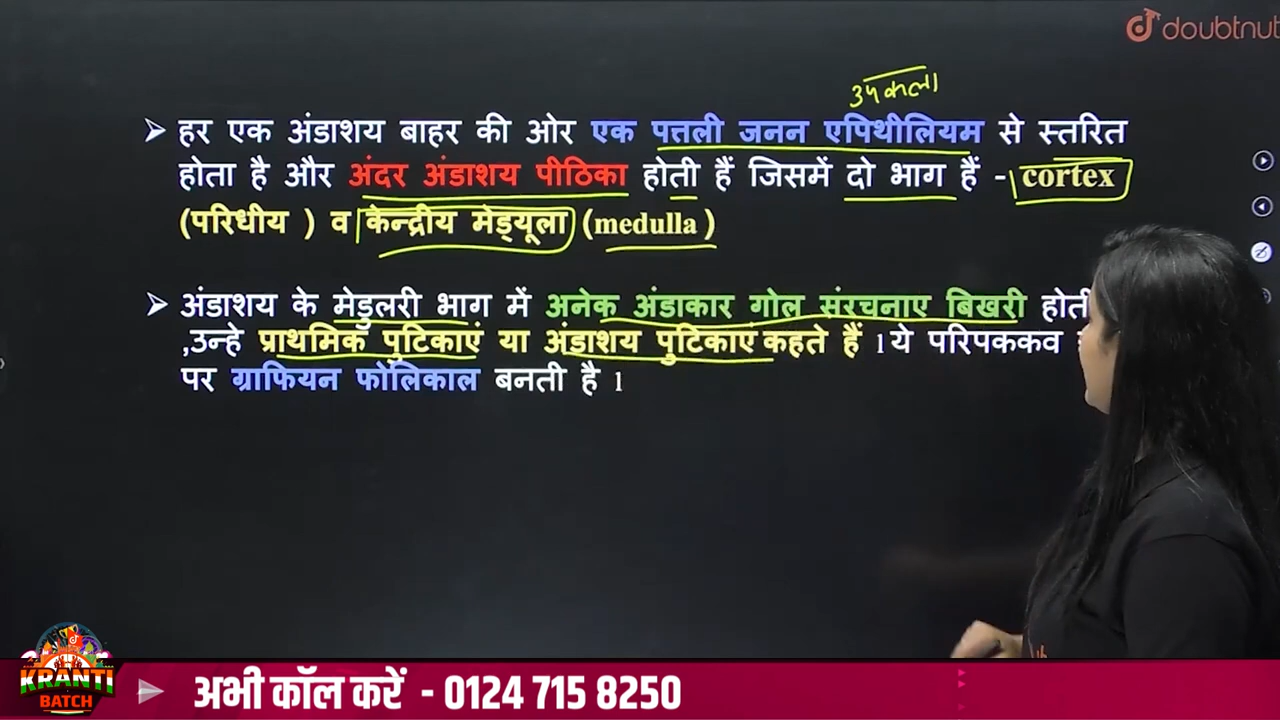 doubtnut
उपकला
➢ हर एक अंडाशय बाहर की ओर एक पत्तली जनन एपिथीलियम से स्तरित
होता है और अंदर अंडाशय पीठिका होती हैं जिसमें दो भाग हैं - cortex
(परिधीय ) व केन्द्रीय मेड्यूला (medulla )
➢ अंडाशय के मेडुलरी भाग में अनेक अंडाकार गोल संरचनाए बिखरी होती
,उन्हे प्राथमिक पुटिकाएं या अंडाशय पुटिकाएं कहते हैं 1ये परिपककव
पर ग्राफियन फोलिकाल बनती है 1
KRANTI
BATCH
अभी कॉल करें - 0124 715 8250